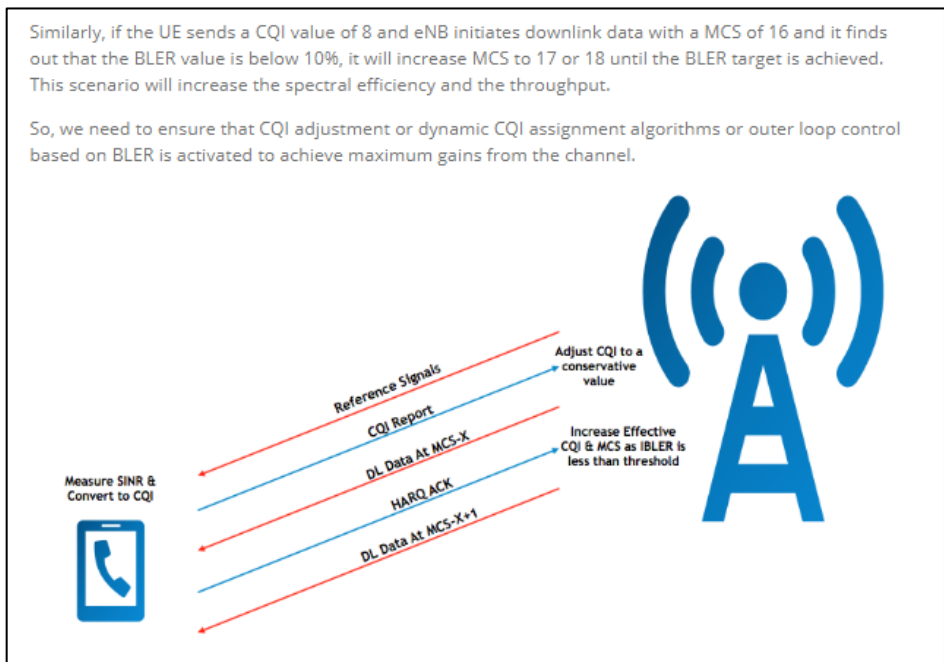 Similarly, if the UE sends a CQI value of 8 and eNB initiates downlink data with a MCS of 16 and it finds
out that the BLER value is below 10%, it will increase MCS to 17 or 18 until the BLER target is achieved.
This scenario will increase the spectral efficiency and the throughput.
So, we need to ensure that CQI adjustment or dynamic CQI assignment algorithms or outer loop control
based on BLER is activated to achieve maximum gains from the channel.
Adjust CQI to a
conservative
value
Reference Signals
CQI Report
DL Data At MCS-X
Increase Effective
CQI & MCS as IBLER is
less than threshold
Measure SINR &
Convert to CQI
HARQ ACK
DL Data At MCS-X+1